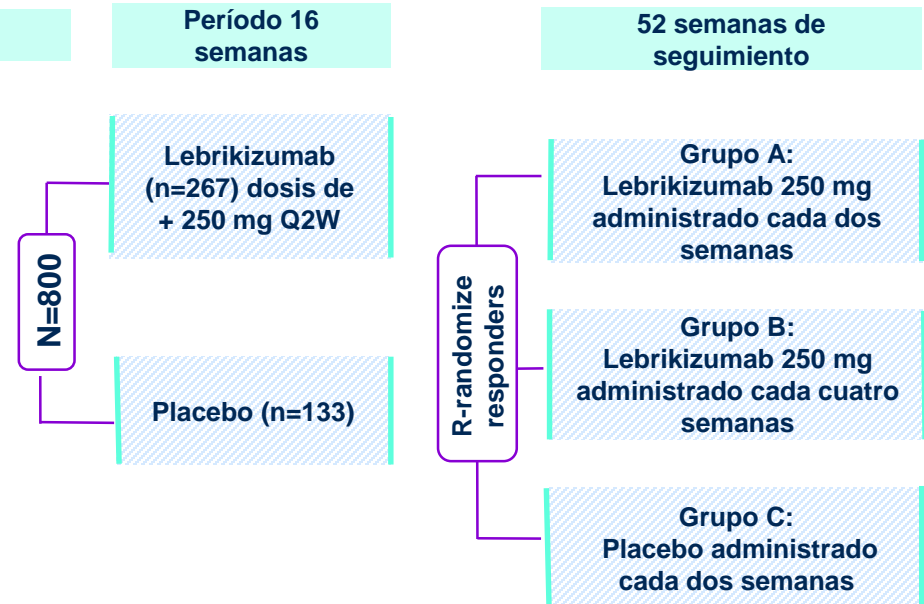 Período 16
semanas
52 semanas de
seguimiento
N=800
Lebrikizumab
(n=267) dosis de
+ 250 mg Q2W
Placebo (n=133)
R-randomize
responders
Grupo A:
Lebrikizumab 250 mg
administrado cada dos
semanas
Grupo B:
Lebrikizumab 250 mg
administrado cada cuatro
semanas
Grupo C:
Placebo administrado
cada dos semanas